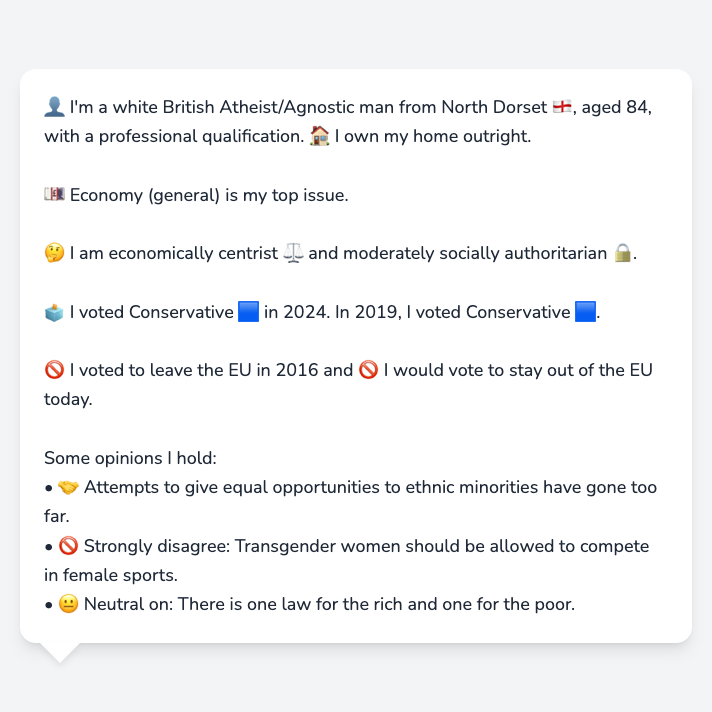 👤 I'm a white British Atheist/Agnostic man from North Dorset 🏴󠁧󠁢󠁥󠁮󠁧󠁿, aged 84,
with a professional qualification. 🏠 I own my home outright.
💷 Economy (general) is my top issue.
🤔 I am economically centrist ⚖️ and moderately socially authoritarian 🔒.
🗳️ I voted Conservative 🟦 in 2024. In 2019, I voted Conservative 🟦.
🚫 I voted to leave the EU in 2016 and 🚫 I would vote to stay out of the EU
today.
Some opinions I hold:
• 🤝 Attempts to give equal opportunities to ethnic minorities have gone too
far.
• 🚫 Strongly disagree: Transgender women should be allowed to compete
in female sports.
• 😐 Neutral on: There is one law for the rich and one for the poor.